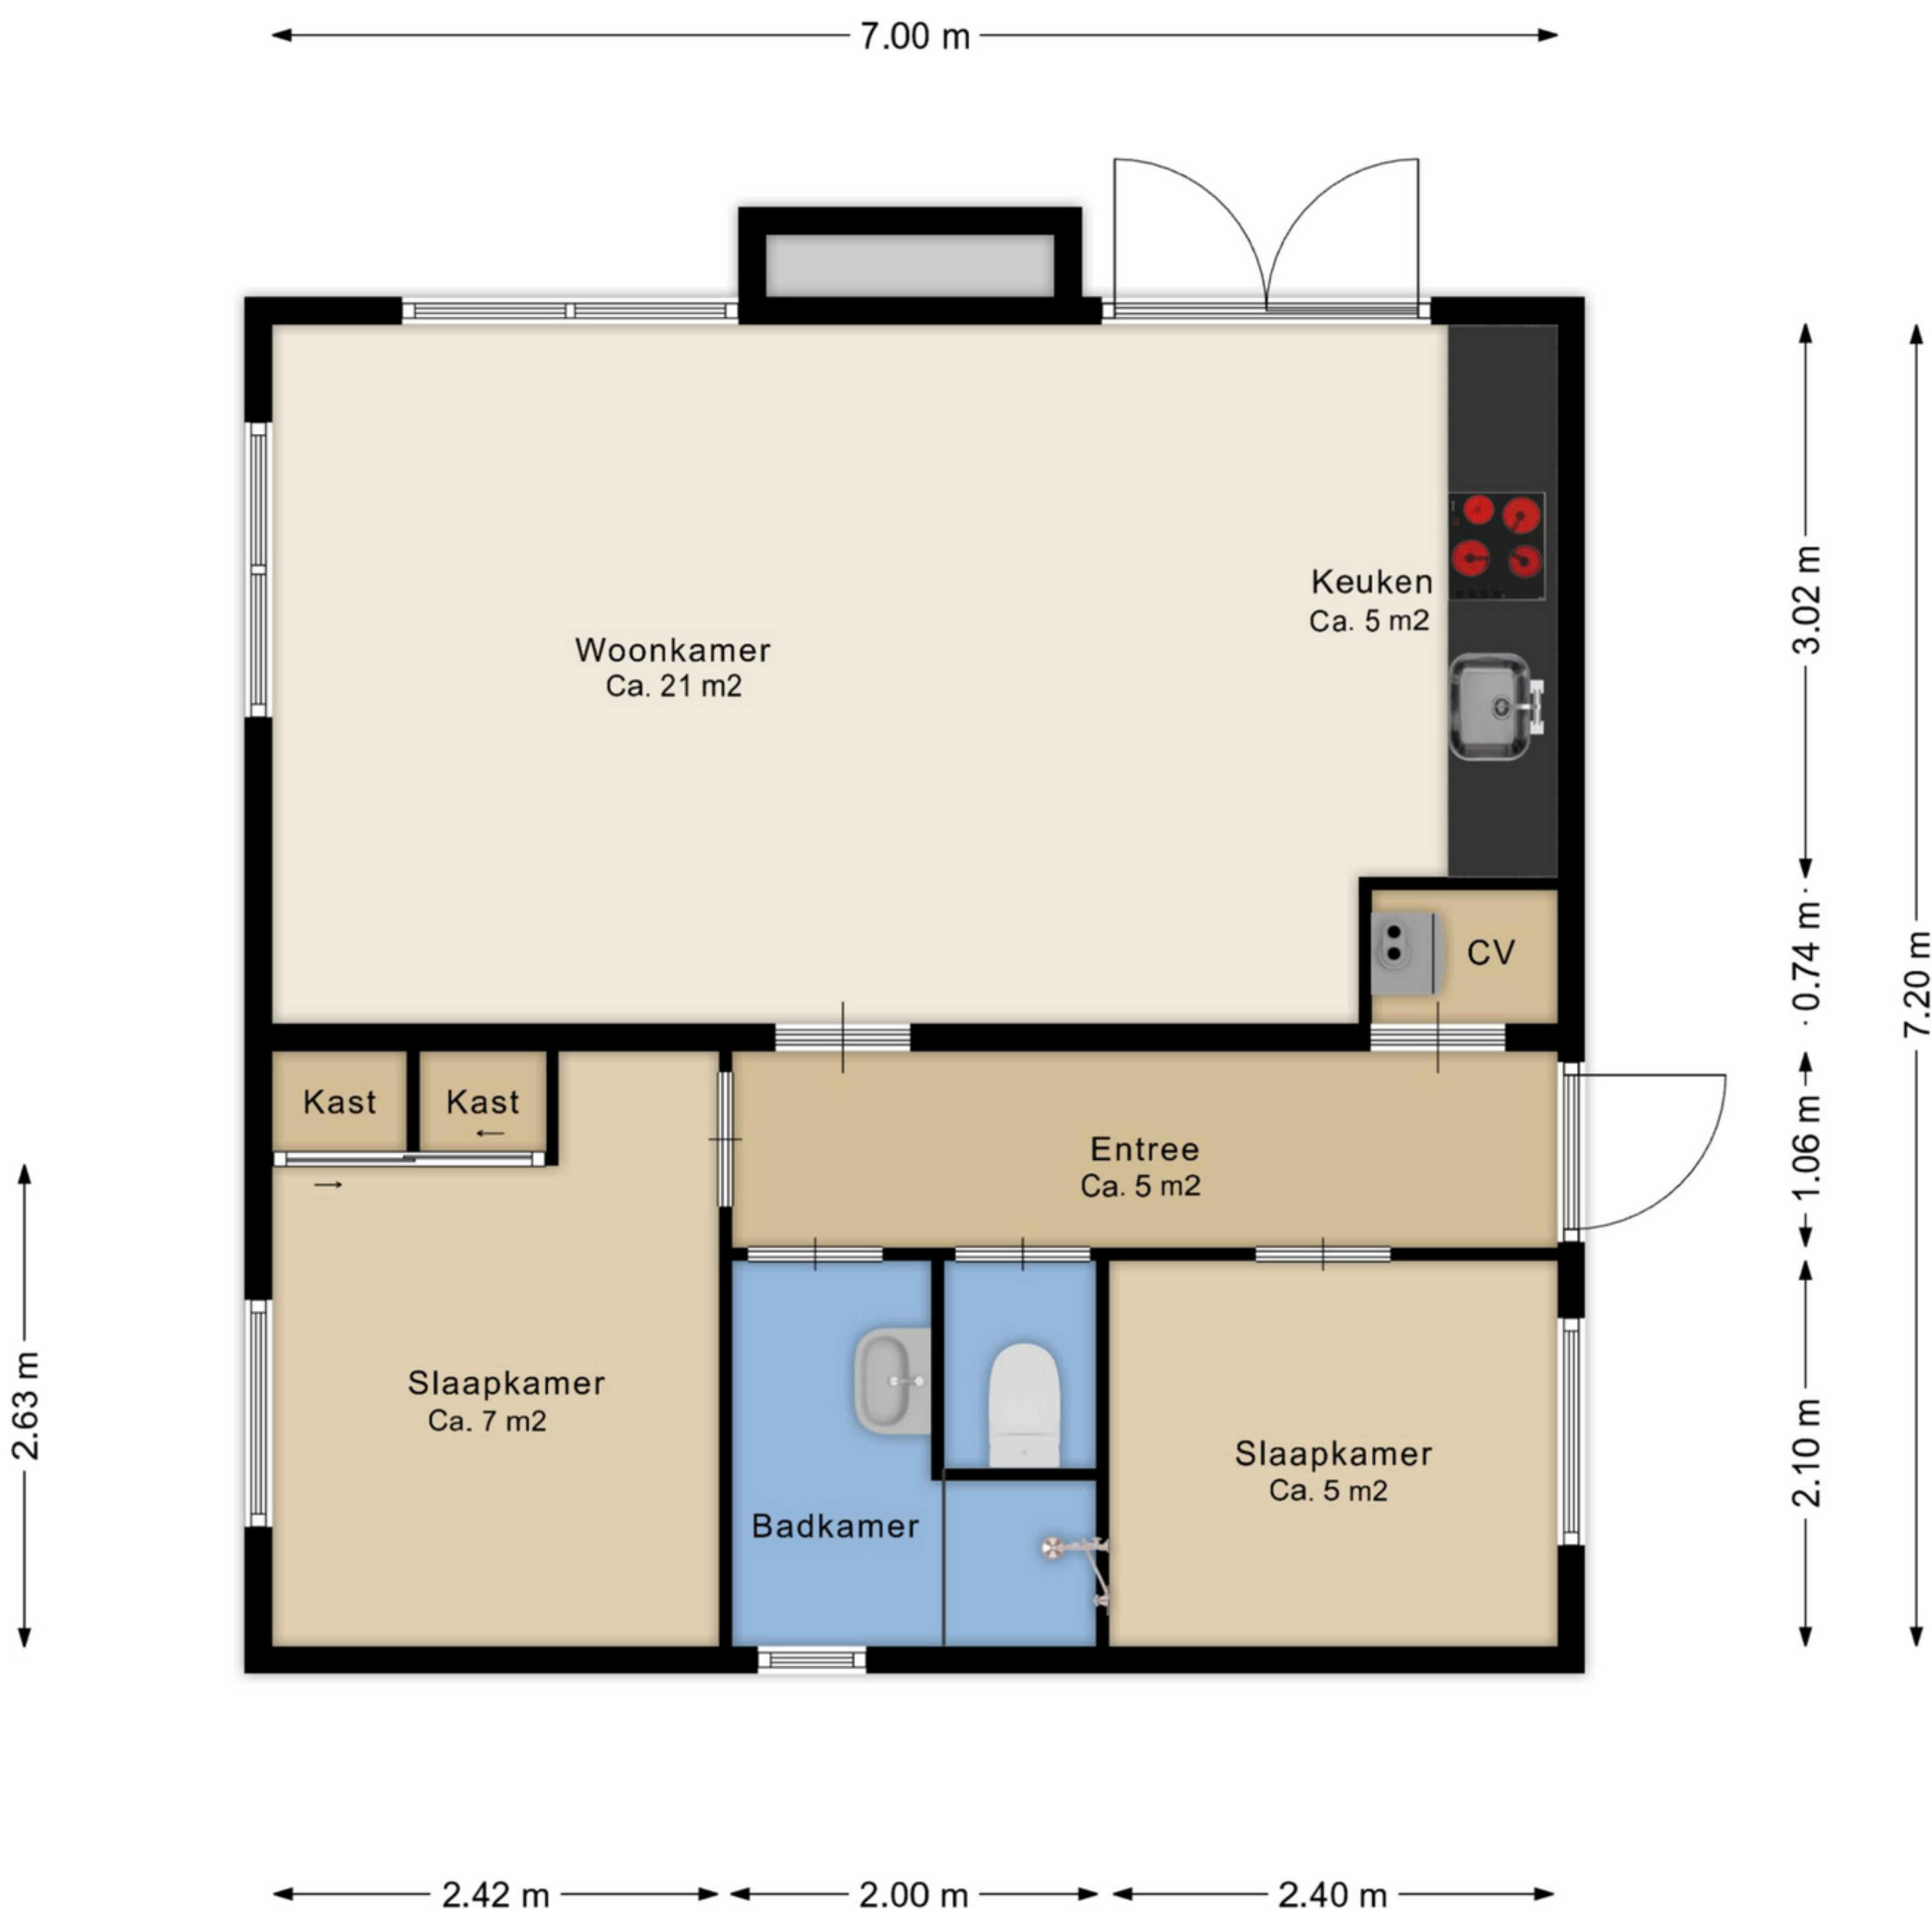 7.00 m
Keuken
Ca. 5 m2
Woonkamer
Ca. 21 m2
3.02 m
CV
0.74 m
7.20 m
Kast
Kast
Entree
Ca. 5 m2
1.06 m
Slaapkamer
Ca. 7 m2
2.63 m
Slaapkamer
Ca. 5 m2
2.10 m
Badkamer
2.42 m
2.00 m
2.40 m